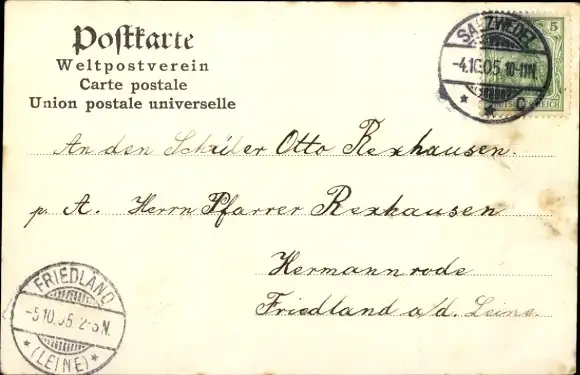 Postkarte
Weltpostverein
Carte postale
Union postale universelle
SALZWEDEL
-4.10.05.10-11N.
* * c
5
DEUTSCHES REICH
An den Schüler Otto Rexhausen.
p. A. Herrn Pfarrer Rexhausen
Hermannrode
Friedland a/d. Leine.
FRIEDLAND
-5.10.05.2-3N.
* (LEINE) *